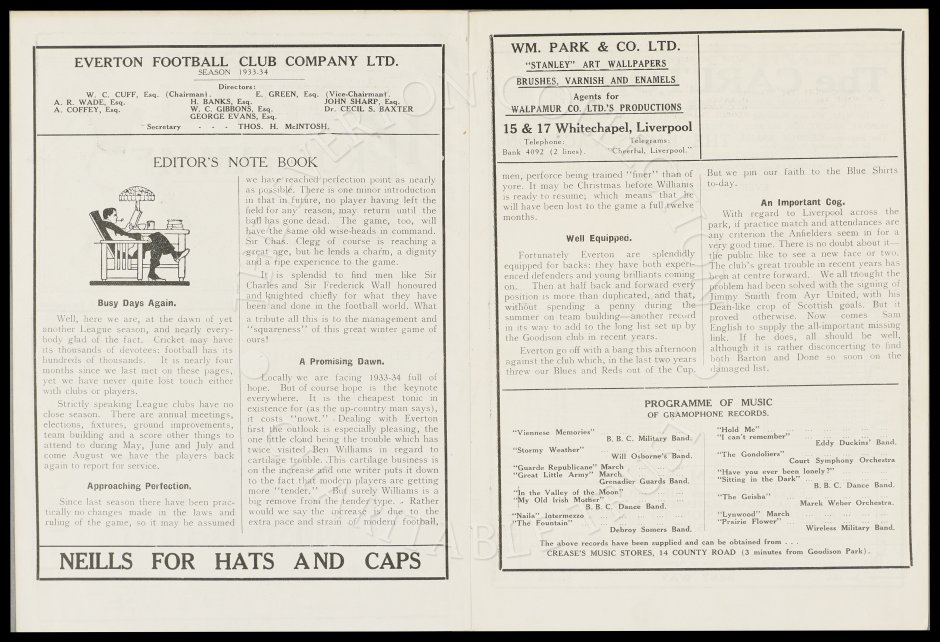 EVERTON FOOTBALL CLUB COMPANY LTD.
SEASON 1933-34
Directors:
W. C. CUFF, Esq. (Chairman). E. GREEN, Esq. (Vice-Chairman).
A. R. WADE, Esq. H. BANKS, Esq. JOHN SHARP, Esq.
A. COFFEY, Esq. W. C. GIBBONS, Esq. Dr. CECIL S. BAXTER
GEORGE EVANS, Esq.
Secretary - - - THOS. H. McINTOSH.
EDITOR'S NOTE BOOK
Busy Days Again.
Well, here we are, at the dawn of yet
another League season, and nearly every-
body glad of the fact. Cricket may have
its thousands of devotees: football has its
hundreds of thousands. It is nearly four
months since we last met on these pages,
yet we have never quite lost touch either
with clubs or players.
Strictly speaking League clubs have no
close season. There are annual meetings,
elections, fixtures, ground improvements,
team building and a score other things to
attend to during May, June and July and
come August we have the players back
again to report for service.
Approaching Perfection.
Since last season there have been prac-
tically no changes made in the laws and
ruling of the game, so it may be assumed
we have reached perfection point as nearly
as possible. There is one minor introduction
in that in future, no player having left the
field for any reason, may return until the
ball has gone dead. The game, too, will
have the same old wise-heads in command.
Sir Chas. Clegg of course is reaching a
great age, but he lends a charm, a dignity
and a ripe experience to the game.
It is splendid to find men like Sir
Charles and Sir Frederick Wall honoured
and knighted chiefly for what they have
been and done in the football world. What
a tribute all this is to the management and
"squareness" of this great winter game of
ours!
A Promising Dawn.
Locally we are facing 1933-34 full of
hope. But of course hope is the keynote
everywhere. It is the cheapest tonic in
existence for (as the up-country man says),
it costs "nowt." Dealing with Everton
first the outlook is especially pleasing, the
one little cloud being the trouble which has
twice visited Ben Williams in regard to
cartilage trouble. This cartilage business is
on the increase and one writer puts it down
to the fact that modern players are getting
more "tender." But surely Williams is a
big remove from the tender type. Rather
would we say the increase is due to the
extra pace and strain of modern football,
NEILLS FOR HATS AND CAPS
WM. PARK & CO. LTD.
"STANLEY" ART WALLPAPERS
BRUSHES, VARNISH AND ENAMELS
Agents for
WALPAMUR CO. LTD.'S PRODUCTIONS
15 & 17 Whitechapel, Liverpool
Telephone: Telegrams:
Bank 4092 (2 lines). "Cheerful, Liverpool."
men, perforce being trained "finer" than of
yore. It may be Christmas before Williams
is ready to resume; which means that he
will have been lost to the game a full twelve
months.
Well Equipped.
Fortunately Everton are splendidly
equipped for backs: they have both experi-
enced defenders and young brilliants coming
on. Then at half back and forward every
position is more than duplicated, and that,
without spending a penny during the
summer on team building—another record
in its way to add to the long list set up by
the Goodison club in recent years.
Everton go off with a bang this afternoon
against the club which, in the last two years
threw our Blues and Reds out of the Cup.
But we pin our faith to the Blue Shirts
to-day.
An Important Cog.
With regard to Liverpool across the
park, if practice match and attendances are
any criterion the Anfielders seem in for a
very good time. There is no doubt about it—
the public like to see a new face or two.
The club's great trouble in recent years has
been at centre forward. We all thought the
problem had been solved with the signing of
Jimmy Smith from Ayr United, with his
Dean-like crop of Scottish goals. But it
proved otherwise. Now comes Sam
English to supply the all-important missing
link. If he does, all should be well,
although it is rather disconcerting to find
both Barton and Done so soon on the
damaged list.
PROGRAMME OF MUSIC
OF GRAMOPHONE RECORDS.
"Viennese Memories"
B. B. C. Military Band.
"Stormy Weather"
Will Osborne's Band.
"Guarde Republicane" March
"Great Little Army" March
Grenadier Guards Band.
"In the Valley of the Moon"
"My Old Irish Mother"
B. B. C. Dance Band.
"Naila" Intermezzo
"The Fountain"
Debroy Somers Band.
"Hold Me"
"I can't remember"
Eddy Duckins' Band.
"The Gondoliers"
Court Symphony Orchestra
"Have you ever been lonely?"
"Sitting in the Dark"
B. B. C. Dance Band.
"The Geisha"
Marek Weber Orchestra.
"Lynwood" March
"Prairie Flower"
Wireless Military Band.
The above records have been supplied and can be obtained from . . .
CREASE'S MUSIC STORES, 14 COUNTY ROAD (3 minutes from Goodison Park).